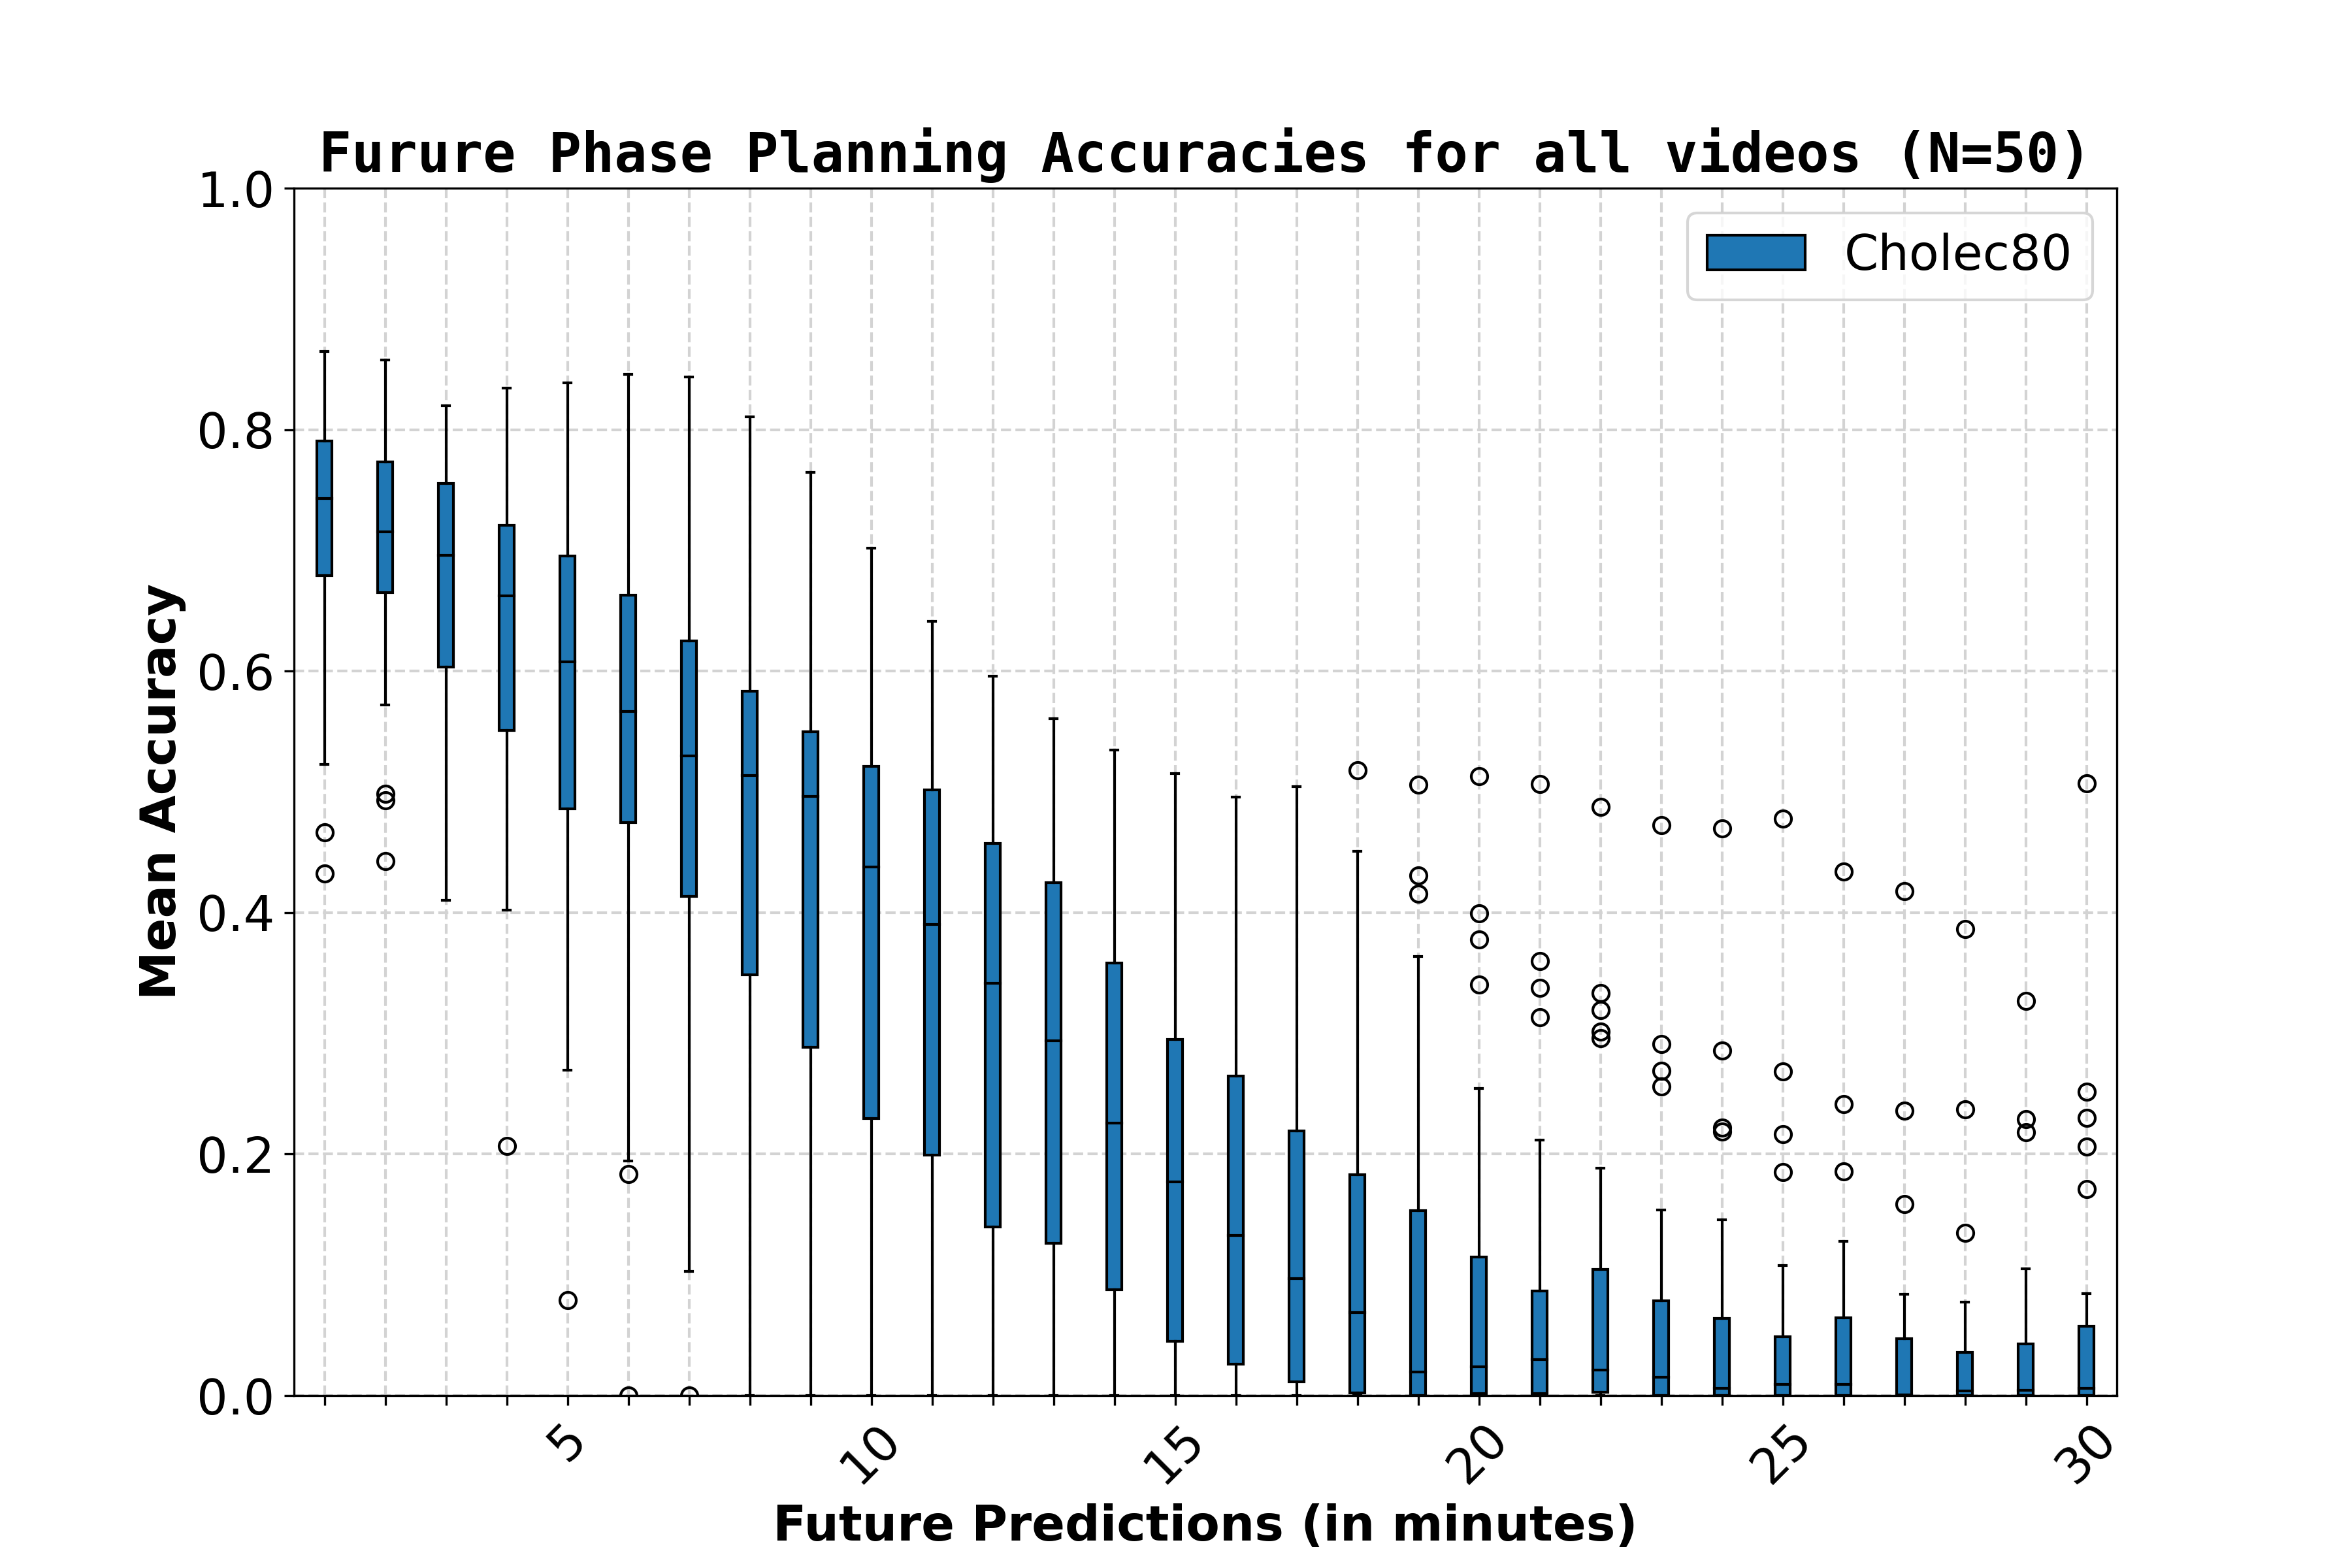 Furure Phase Planning Accuracies for all videos (N=50)
1.0
Cholec80
0.8
0.6
Mean Accuracy
0.4
0.2
0.0
5 10 15 20 25 30
Future Predictions (in minutes)